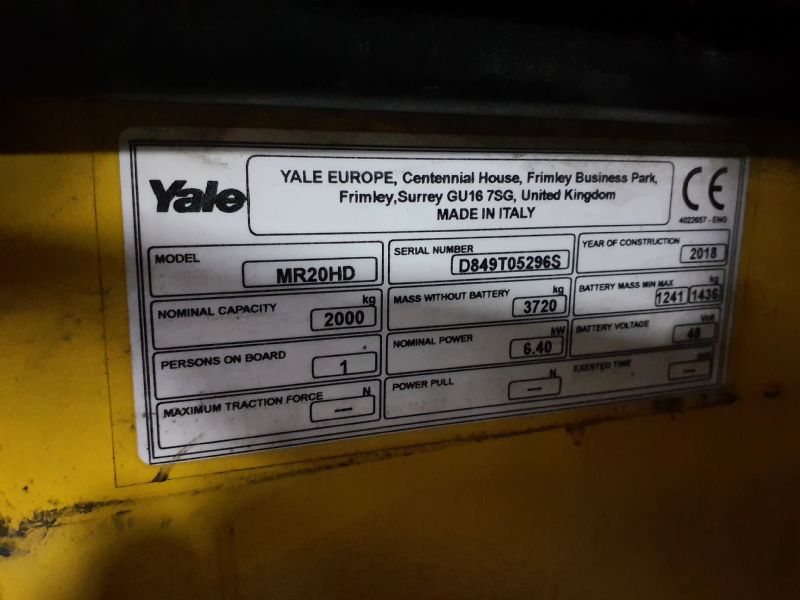 Yale
YALE EUROPE, Centennial House, Frimley Business Park,
Frimley,Surrey GU16 7SG, United Kingdom
MADE IN ITALY
CE
4022657 - ENG
MODEL
MR20HD
SERIAL NUMBER
D849T05296S
YEAR OF CONSTRUCTION
2018
NOMINAL CAPACITY
kg
2000
MASS WITHOUT BATTERY
kg
3720
BATTERY MASS MIN MAX
kg
1241 1436
PERSONS ON BOARD
1
NOMINAL POWER
kW
6.40
BATTERY VOLTAGE
Volt
48
MAXIMUM TRACTION FORCE
N
---
POWER PULL
N
---
EXERTED TIME
---